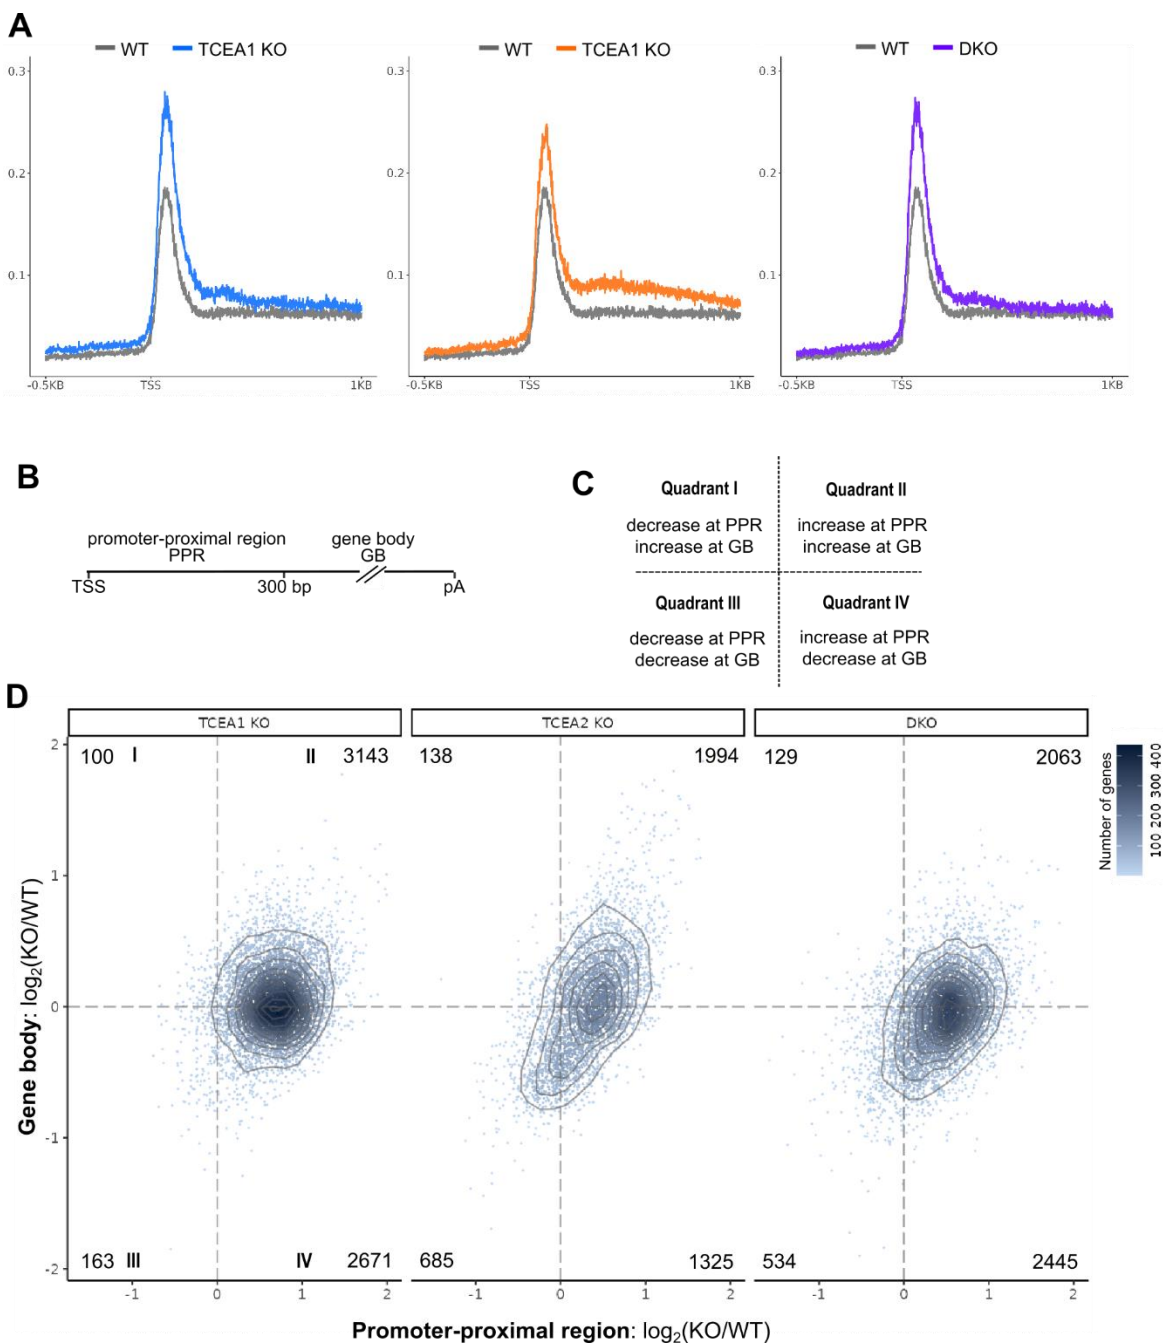 A
WT TCEA1 KO
WT TCEA1 KO
WT DKO
0.3
0.2
0.1
-0.5KB TSS 1KB
0.3
0.2
0.1
-0.5KB TSS 1KB
0.3
0.2
0.1
-0.5KB TSS 1KB
B
promoter-proximal region
PPR
gene body
GB
TSS 300 bp pA
C
Quadrant I
decrease at PPR
increase at GB
Quadrant II
increase at PPR
increase at GB
Quadrant III
decrease at PPR
decrease at GB
Quadrant IV
increase at PPR
decrease at GB
D
TCEA1 KO TCEA2 KO DKO
100 I II 3143
138 1994
129 2063
163 III IV 2671
685 1325
534 2445
2
1
0
-1
-2
Gene body: log2(KO/WT)
-1 0 1 2
-1 0 1 2
-1 0 1 2
Promoter-proximal region: log2(KO/WT)
Number of genes
100 200 300 400